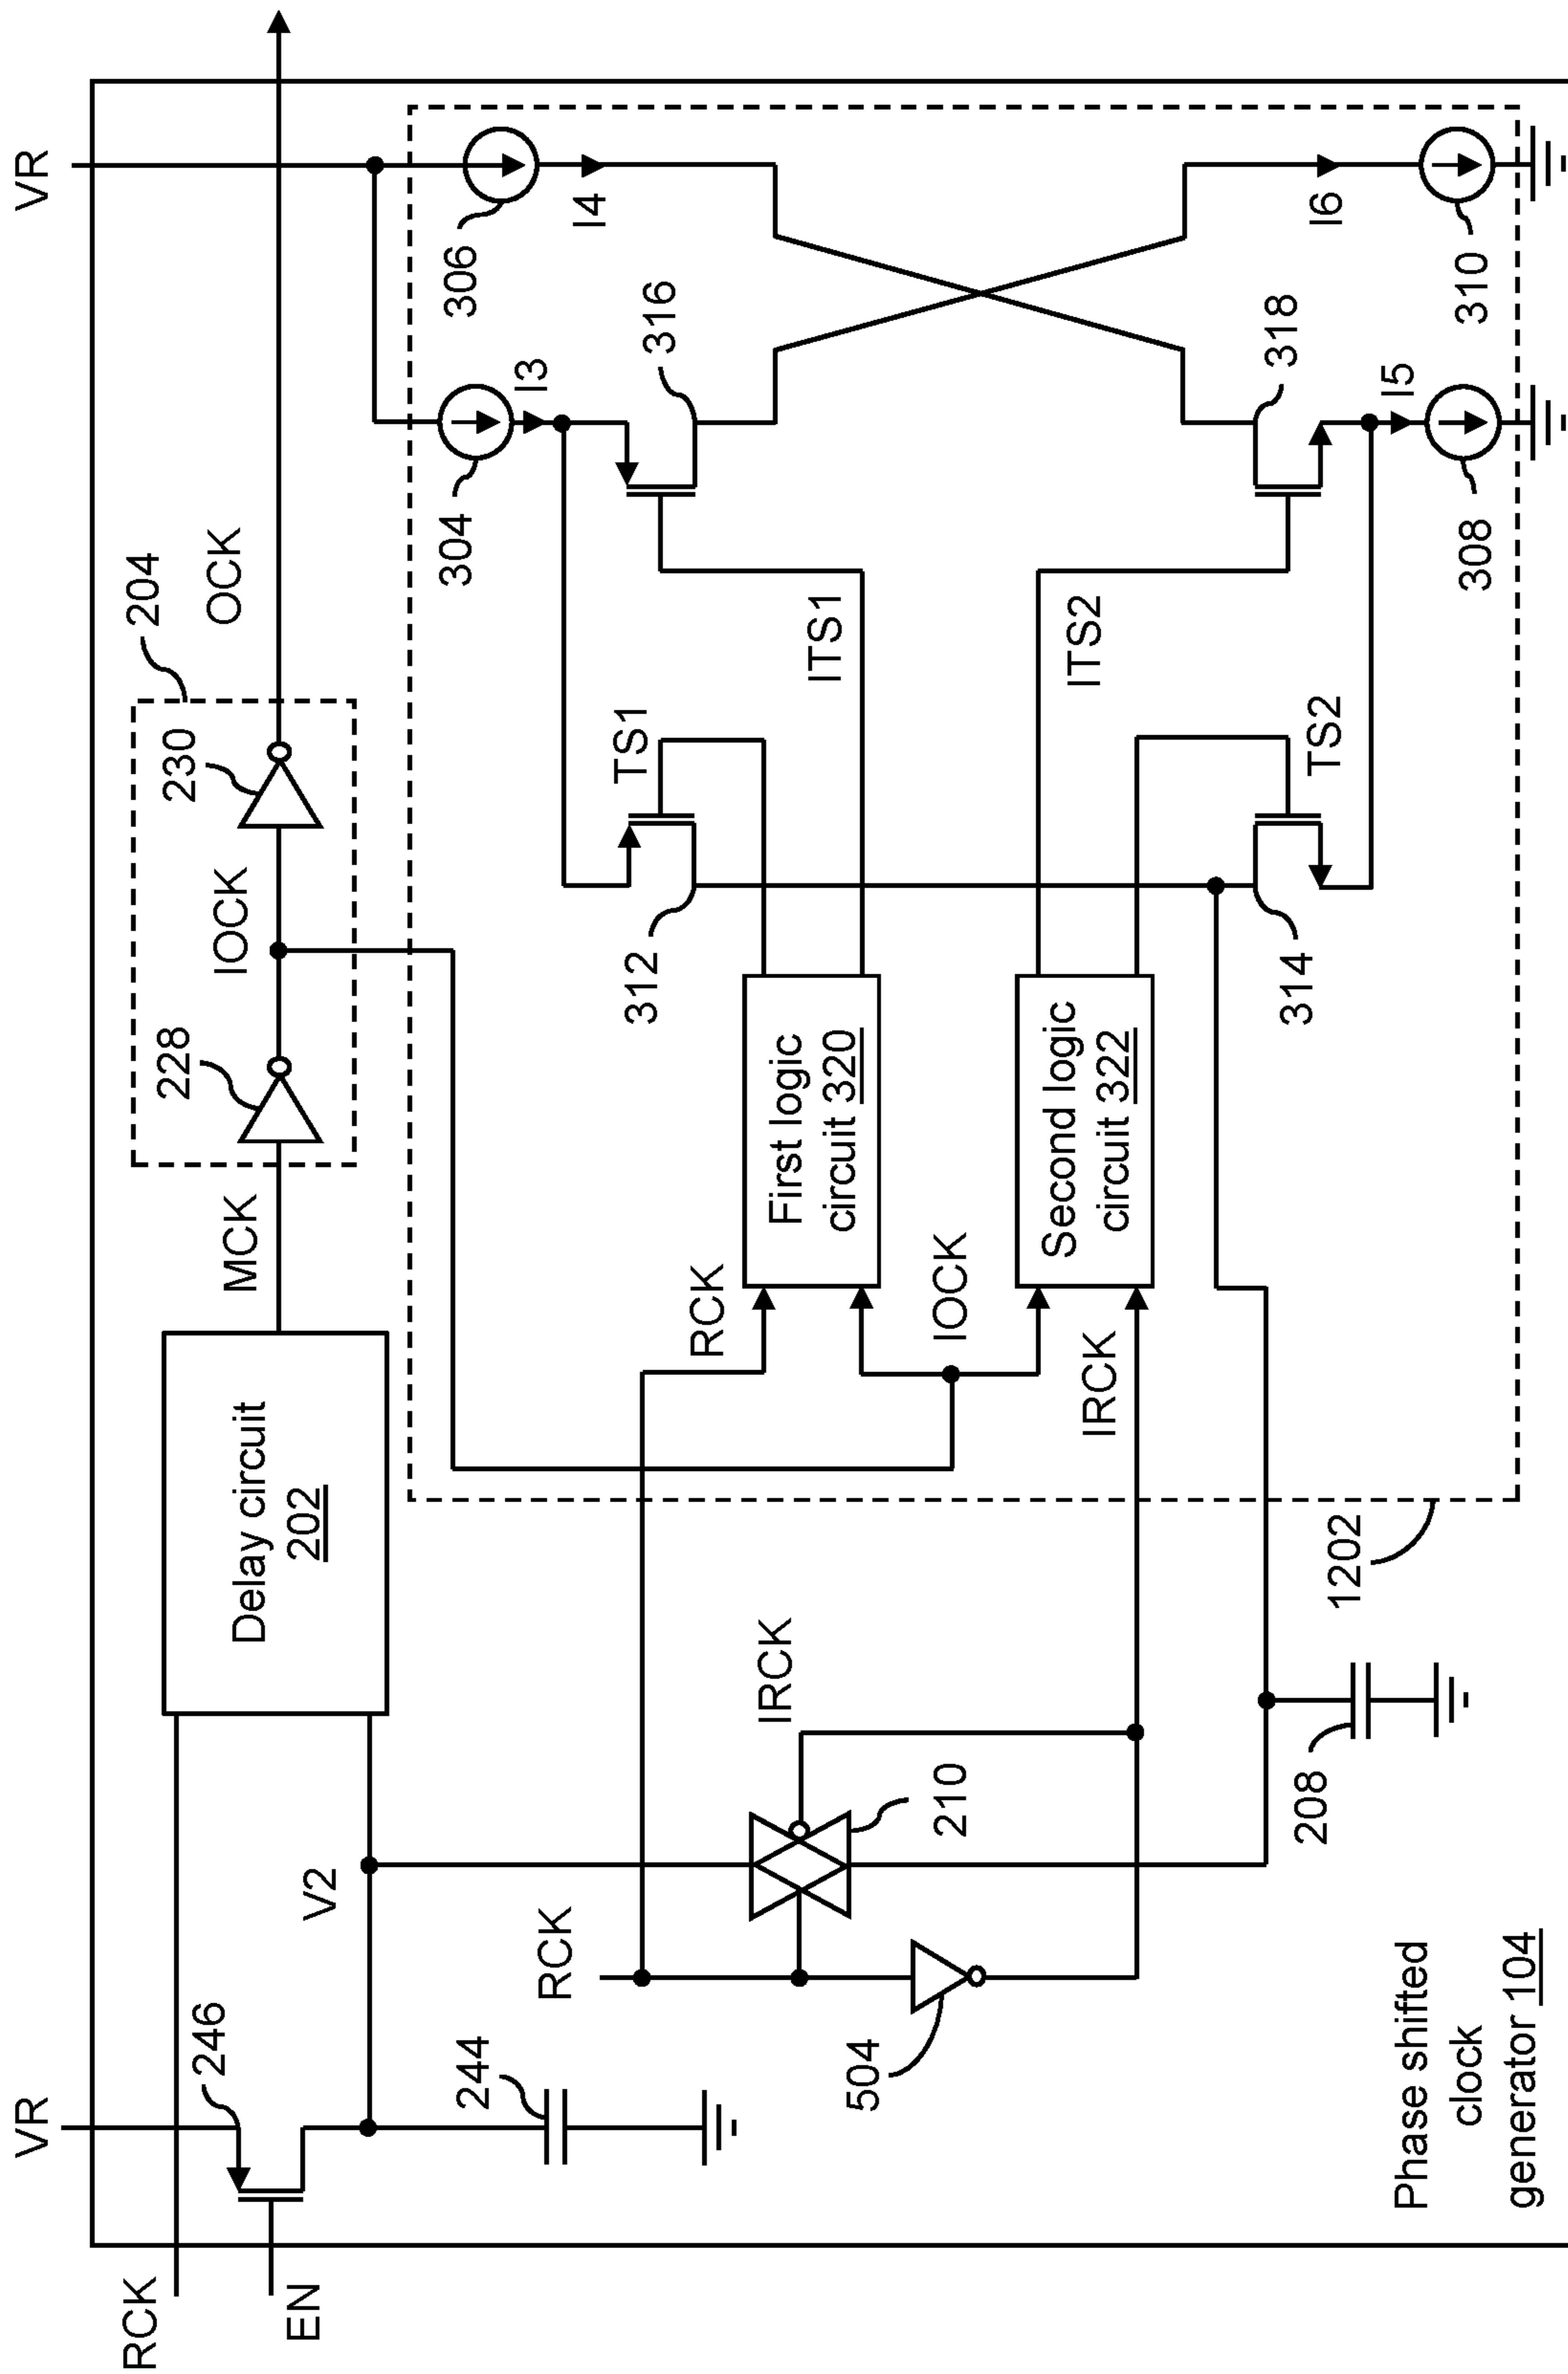 VR
VR
RCK
EN
246
V2
244
Delay circuit
202
MCK
228
IOCK
230
204
OCK
304
I3
306
I4
316
312
TS1
ITS1
RCK
First logic
circuit 320
IOCK
Second logic
circuit 322
IRCK
ITS2
TS2
314
318
I5
308
I6
310
RCK
IRCK
210
504
208
1202
Phase shifted
clock
generator 104